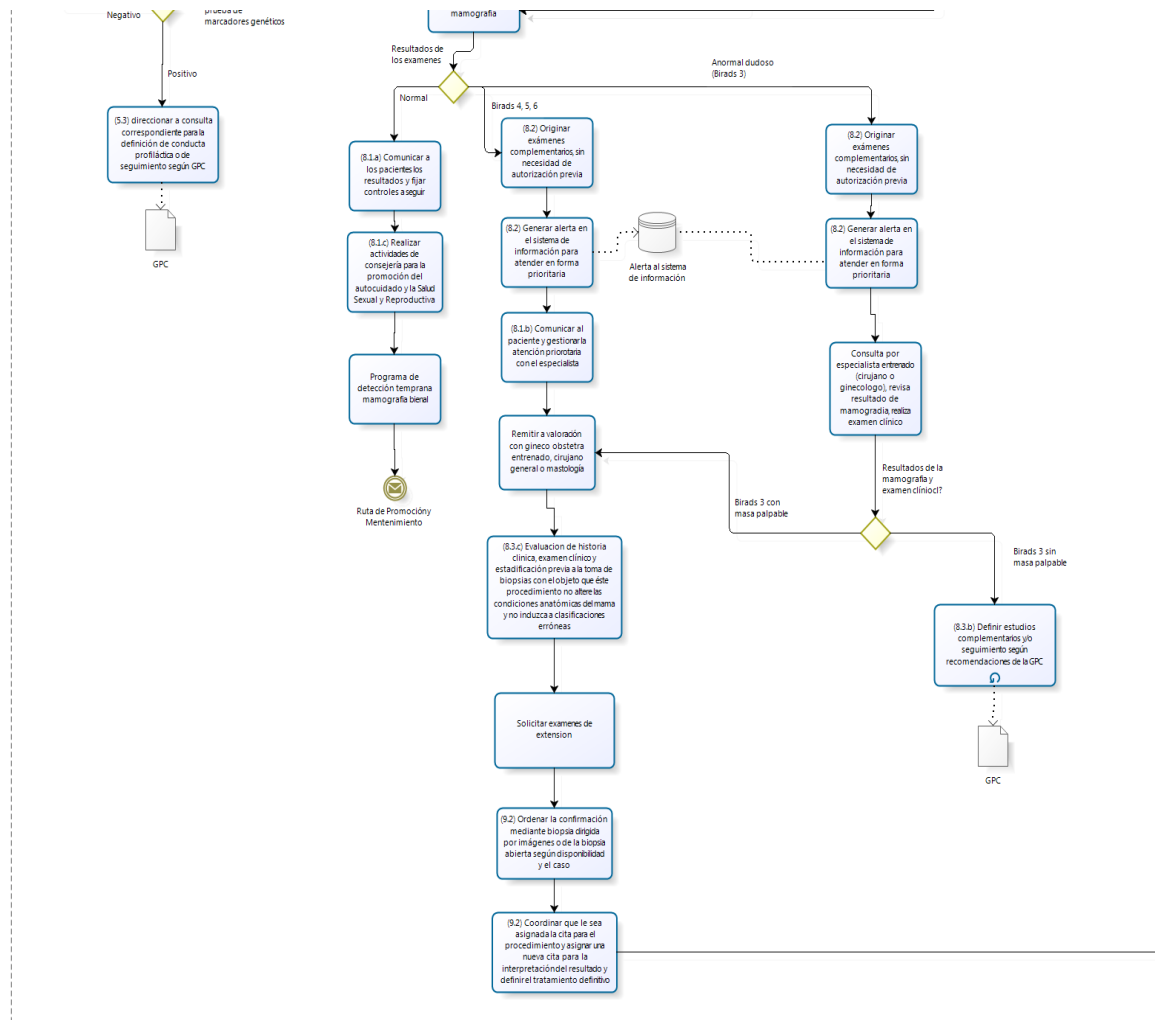 Negativo
prueba de
marcadores genéticos
Positivo
(5.3) direccionar a consulta
correspondiente para la
definición de conducta
profiláctica o de
seguimiento según GPC
GPC
mamografía
Resultados de
los examenes
Normal
Birads 4, 5, 6
Anormal dudoso
(Birads 3)
(8.1.a) Comunicar a
los pacientes los
resultados y fijar
controles a seguir
(8.1.c) Realizar
actividades de
consejería para la
promoción del
autocuidado y la Salud
Sexual y Reproductiva
Programa de
detección temprana
mamografía bienal
Ruta de Promoción y
Mentenimiento
(8.2) Originar
exámenes
complementarios, sin
necesidad de
autorización previa
(8.2) Generar alerta en
el sistema de
información para
atender en forma
prioritaria
Alerta al sistema
de información
(8.1.b) Comunicar al
paciente y gestionar la
atención priorotaria
con el especialista
Remitir a valoración
con gineco obstetra
entrenado, cirujano
general o mastología
(8.3.c) Evaluacion de historia
clinica, examen clínico y
estadificación previa a la toma de
biopsias con el objeto que éste
procedimiento no altere las
condiciones anatómicas del mama
y no induzca a clasificaciones
erróneas
Solicitar examenes de
extension
(9.2) Ordenar la confirmación
mediante biopsia dirigida
por imágenes o de la biopsia
abierta según disponibilidad
y el caso
(9.2) Coordinar que le sea
asignada la cita para el
procedimiento y asignar una
nueva cita para la
interpretación del resultado y
definir el tratamiento definitivo
(8.2) Originar
exámenes
complementarios, sin
necesidad de
autorización previa
(8.2) Generar alerta en
el sistema de
información para
atender en forma
prioritaria
Consulta por
especialista entrenado
(cirujano o
ginecologo), revisa
resultado de
mamogradia, realiza
examen clínico
Resultados de la
mamografia y
examen clíniocl?
Birads 3 con
masa palpable
Birads 3 sin
masa palpable
(8.3.b) Definir estudios
complementarios y/o
seguimiento según
recomendaciones de la GPC
GPC